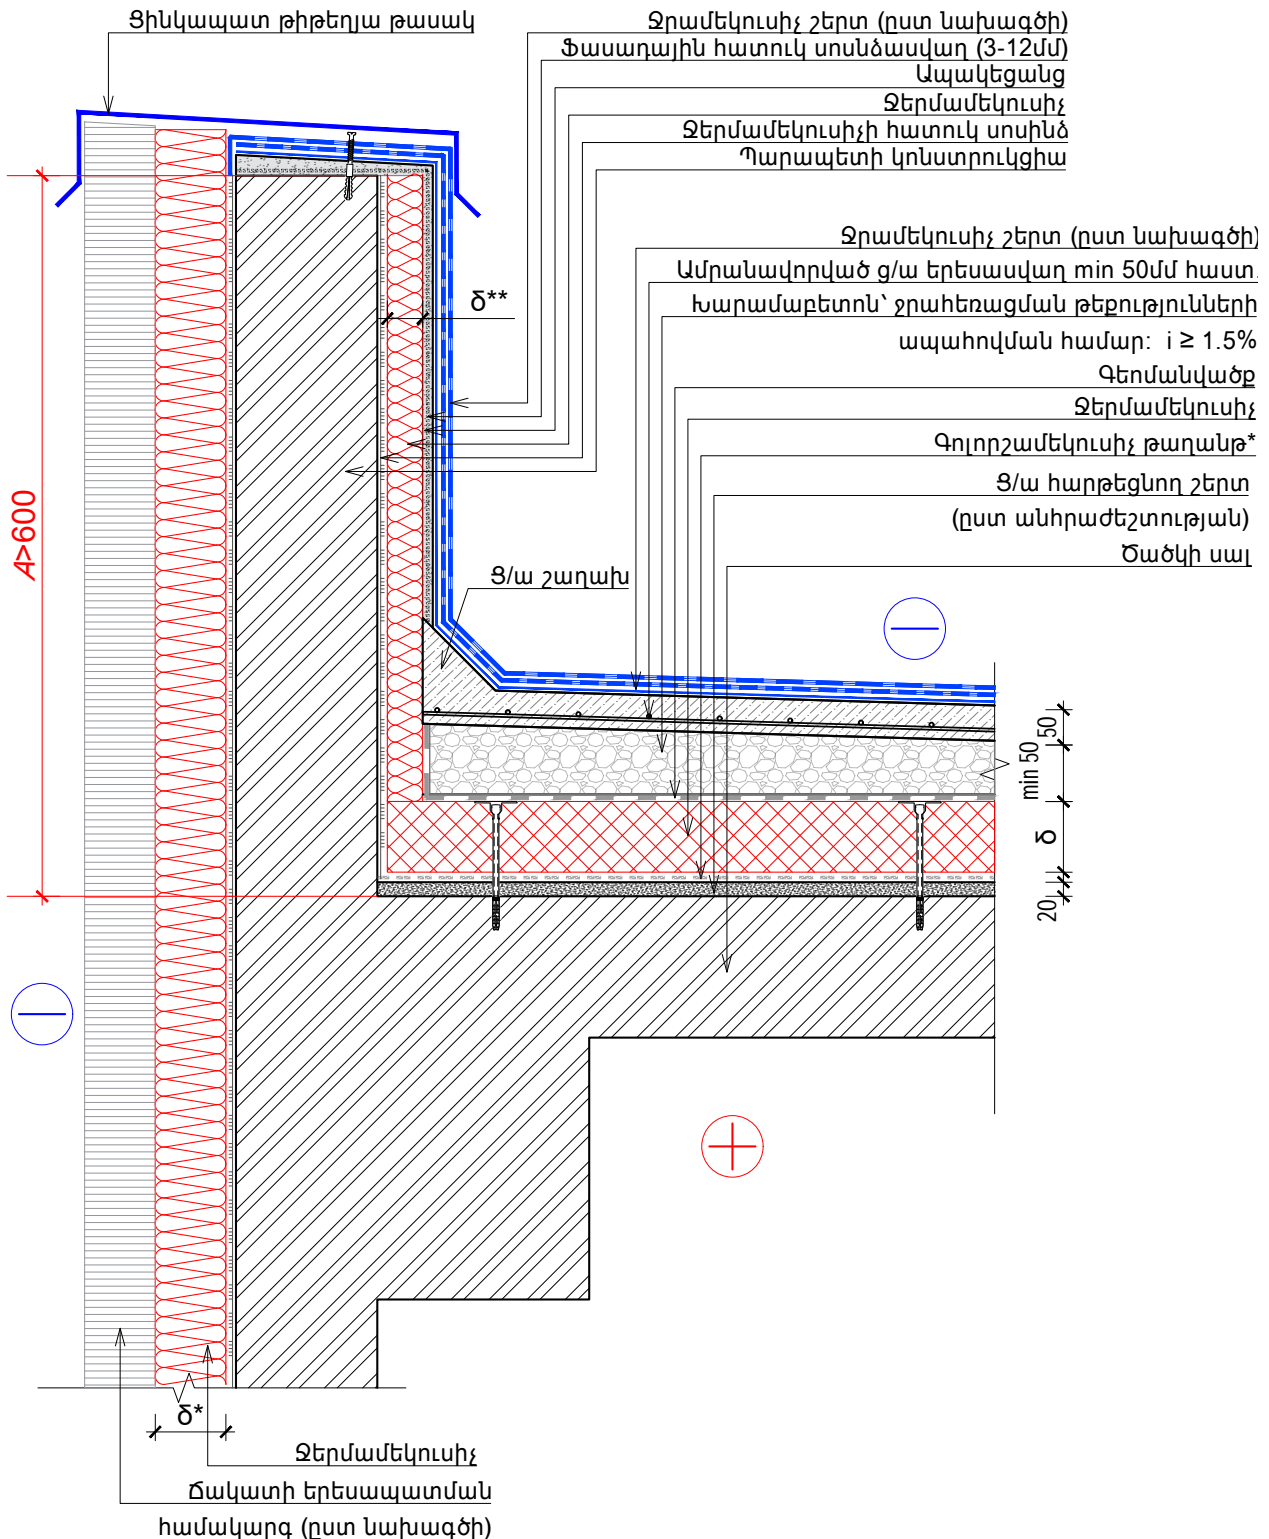 Ցինկապատ թիթեղյա թասակ
Ջրամեկուսիչ շերտ (ըստ նախագծի)
Ֆասադային հատուկ սոսնձասվաղ (3-12մմ)
Ապակեցանց
Ջերմամեկուսիչ
Ջերմամեկուսիչի հատուկ սոսինձ
Պարապետի կոնստրուկցիա
Ջրամեկուսիչ շերտ (ըստ նախագծի)
Ամրանավորված ց/ա երեսասվաղ min 50մմ հաստ.
Խարամաբետոն՝ ջրահեռացման թեքությունների
ապահովման համար: i ≥ 1.5%
Գեոմանվածք
Ջերմամեկուսիչ
Գոլորշամեկուսիչ թաղանթ*
Ց/ա հարթեցնող շերտ
(ըստ անհրաժեշտության)
Ծածկի սալ
δ**
A>600
Ց/ա շաղախ
50
min 50
δ
20
δ*
Ջերմամեկուսիչ
Ճակատի երեսապատման
համակարգ (ըստ նախագծի)